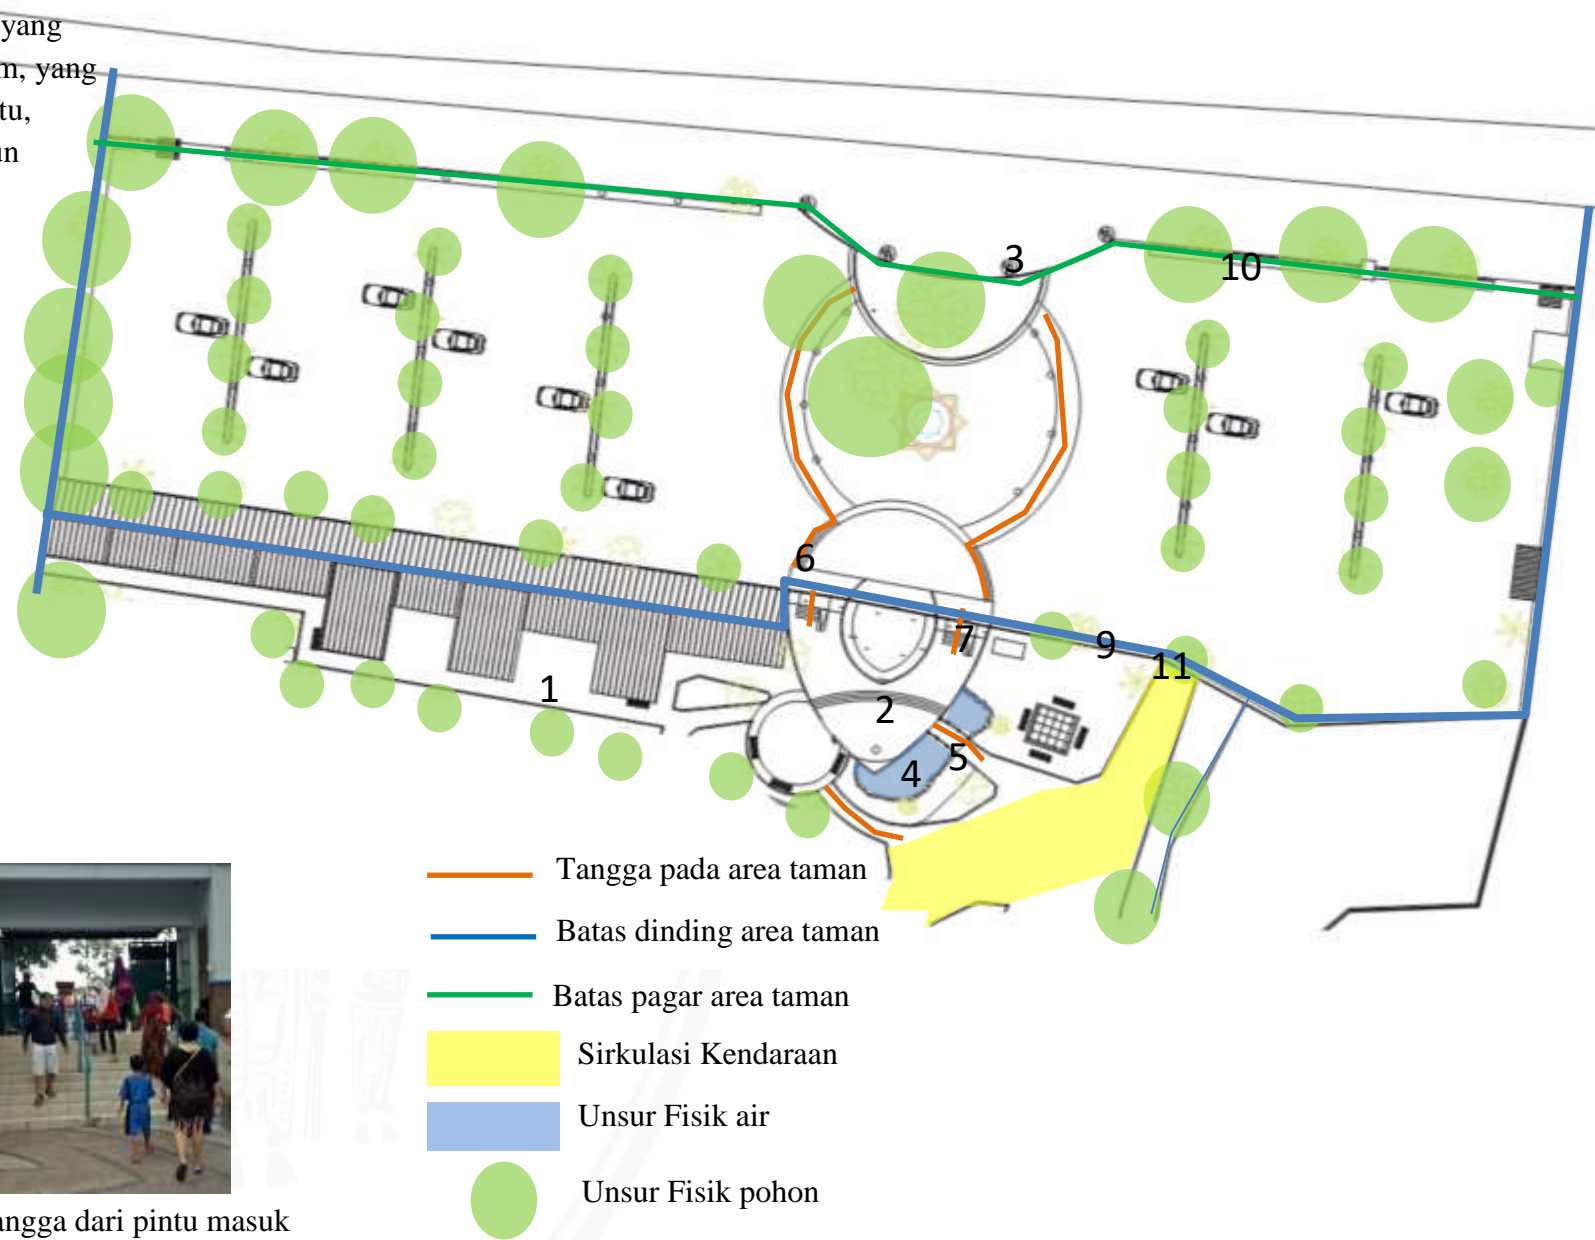 yang
m, yang
tu,
un
3
10
6
7
9
11
1
2
5
4
Tangga pada area taman
Batas dinding area taman
Batas pagar area taman
Sirkulasi Kendaraan
Unsur Fisik air
Unsur Fisik pohon
angga dari pintu masuk